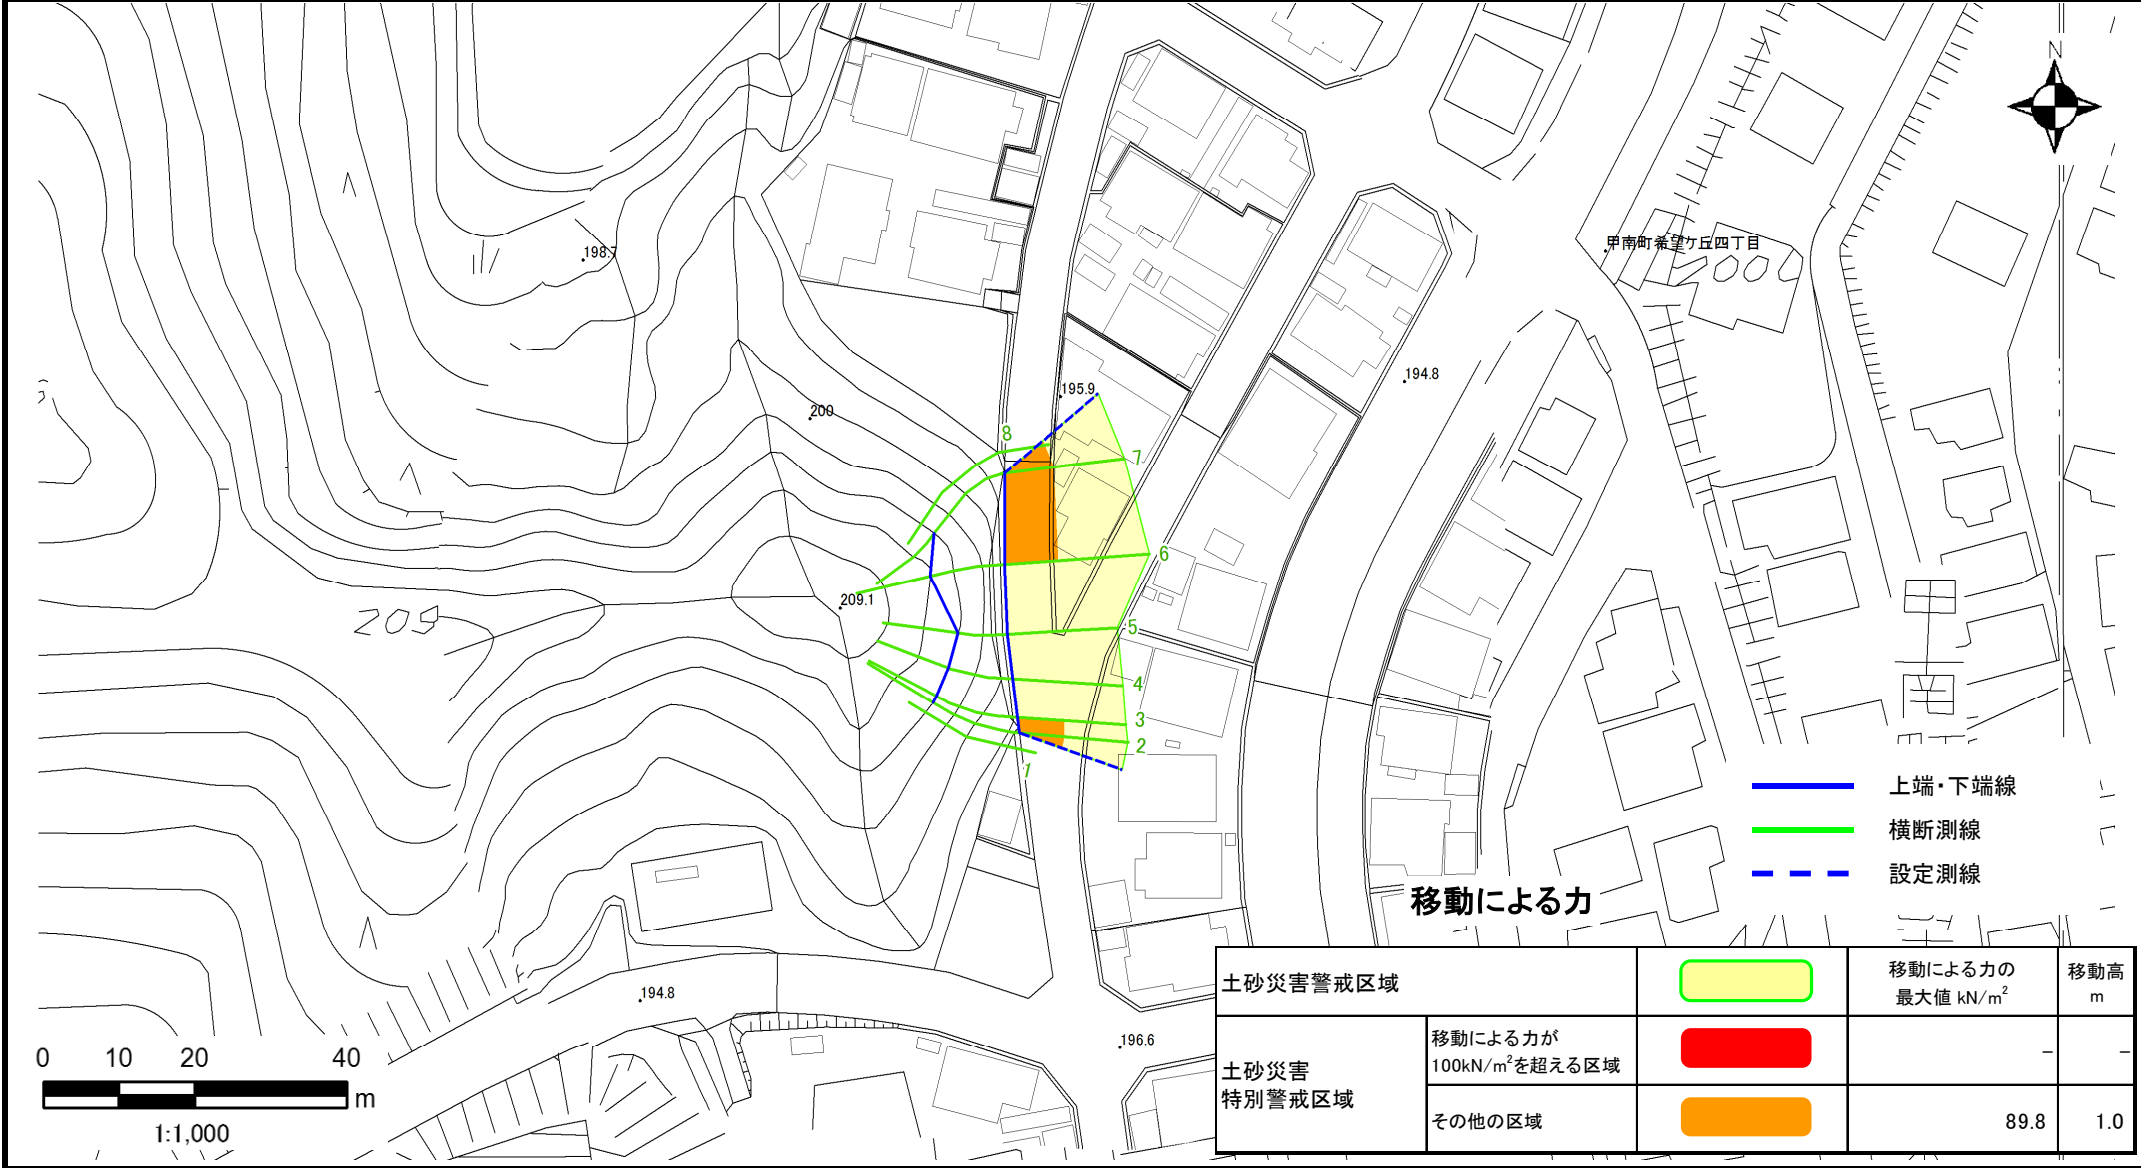 N
198.7
甲南町希望ケ丘四丁目
195.9
194.8
200
8
7
6
209.1
5
4
3
2
1
上端・下端線
横断測線
設定測線
移動による力
194.8
196.6
0 10 20 40
m
1:1,000
土砂災害警戒区域
移動による力の
最大値 kN/m²
移動高
m
土砂災害
特別警戒区域
移動による力が
100kN/m²を超える区域
－ －
その他の区域
89.8 1.0